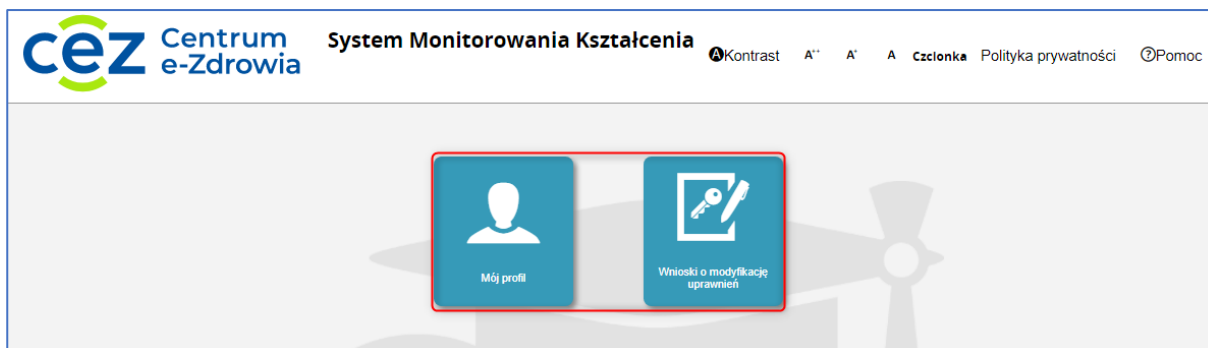 cez Centrum e-Zdrowia
System Monitorowania Kształcenia
AKontrast A++ A+ A Czcionka Polityka prywatności ?Pomoc
Mój profil
Wnioski o modyfikację
uprawnień